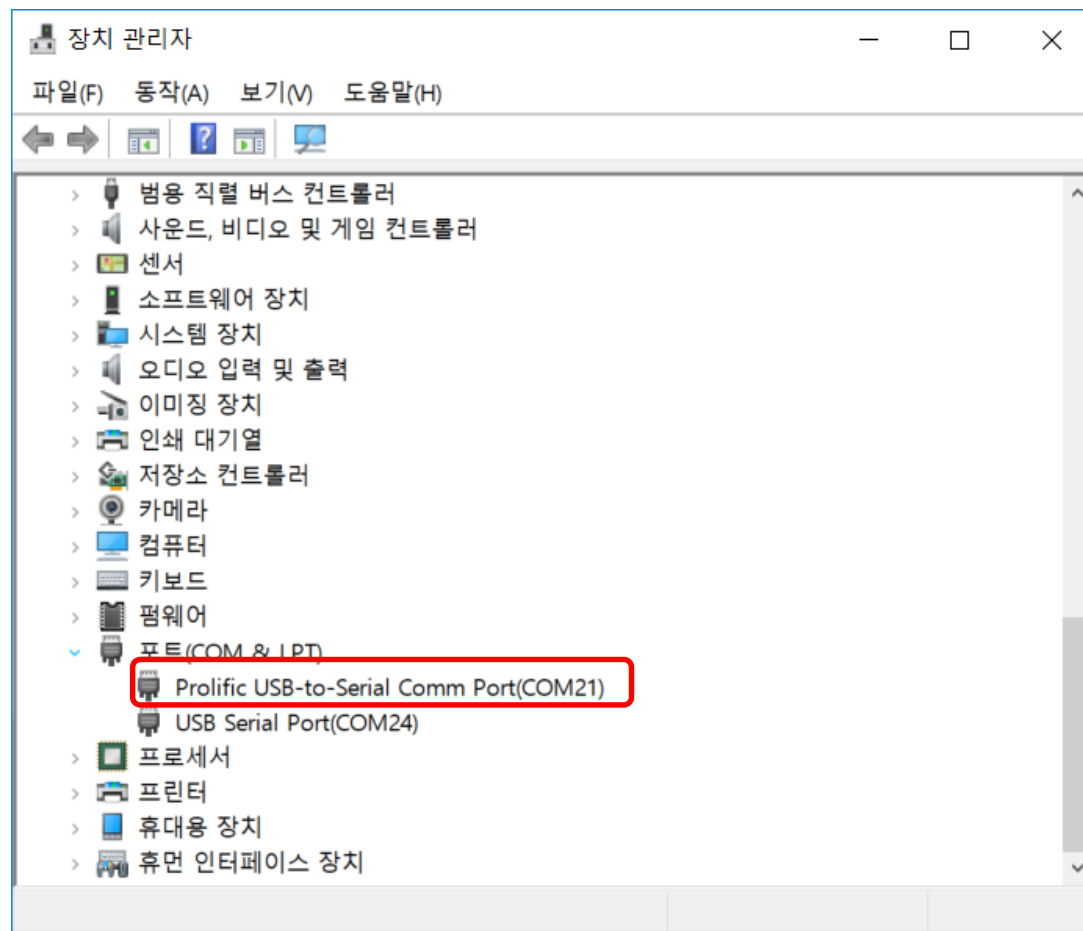 장치 관리자
파일(F) 동작(A) 보기(V) 도움말(H)
범용 직렬 버스 컨트롤러
사운드, 비디오 및 게임 컨트롤러
센서
소프트웨어 장치
시스템 장치
오디오 입력 및 출력
이미징 장치
인쇄 대기열
저장소 컨트롤러
카메라
컴퓨터
키보드
펌웨어
포트(COM & LPT)
Prolific USB-to-Serial Comm Port(COM21)
USB Serial Port(COM24)
프로세서
프린터
휴대용 장치
휴먼 인터페이스 장치